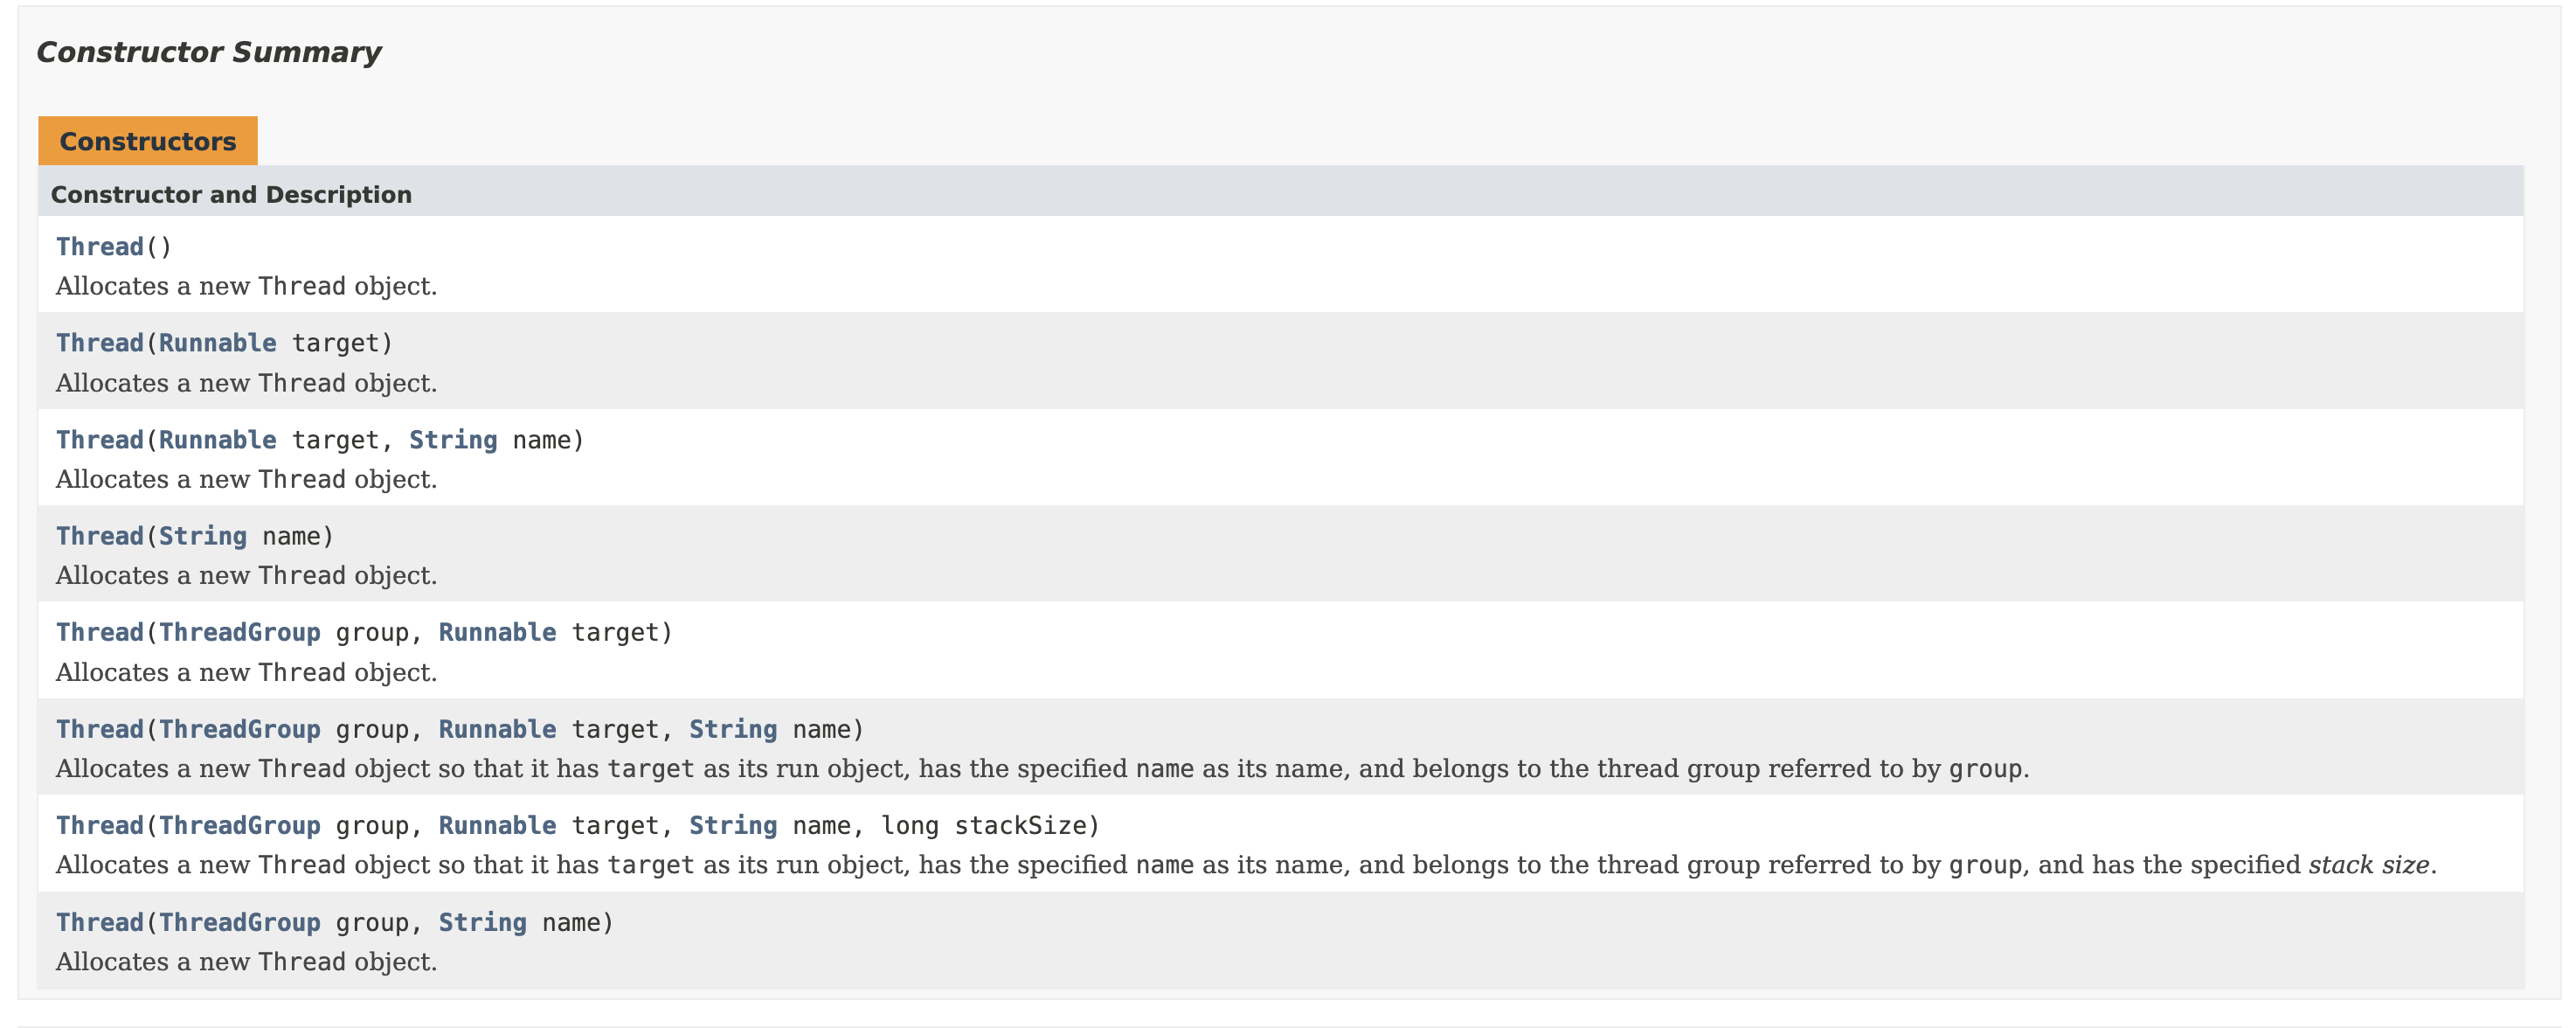 Constructor Summary
Constructors
Constructor and Description
Thread()
Allocates a new Thread object.
Thread(Runnable target)
Allocates a new Thread object.
Thread(Runnable target, String name)
Allocates a new Thread object.
Thread(String name)
Allocates a new Thread object.
Thread(ThreadGroup group, Runnable target)
Allocates a new Thread object.
Thread(ThreadGroup group, Runnable target, String name)
Allocates a new Thread object so that it has target as its run object, has the specified name as its name, and belongs to the thread group referred to by group.
Thread(ThreadGroup group, Runnable target, String name, long stackSize)
Allocates a new Thread object so that it has target as its run object, has the specified name as its name, and belongs to the thread group referred to by group, and has the specified stack size.
Thread(ThreadGroup group, String name)
Allocates a new Thread object.